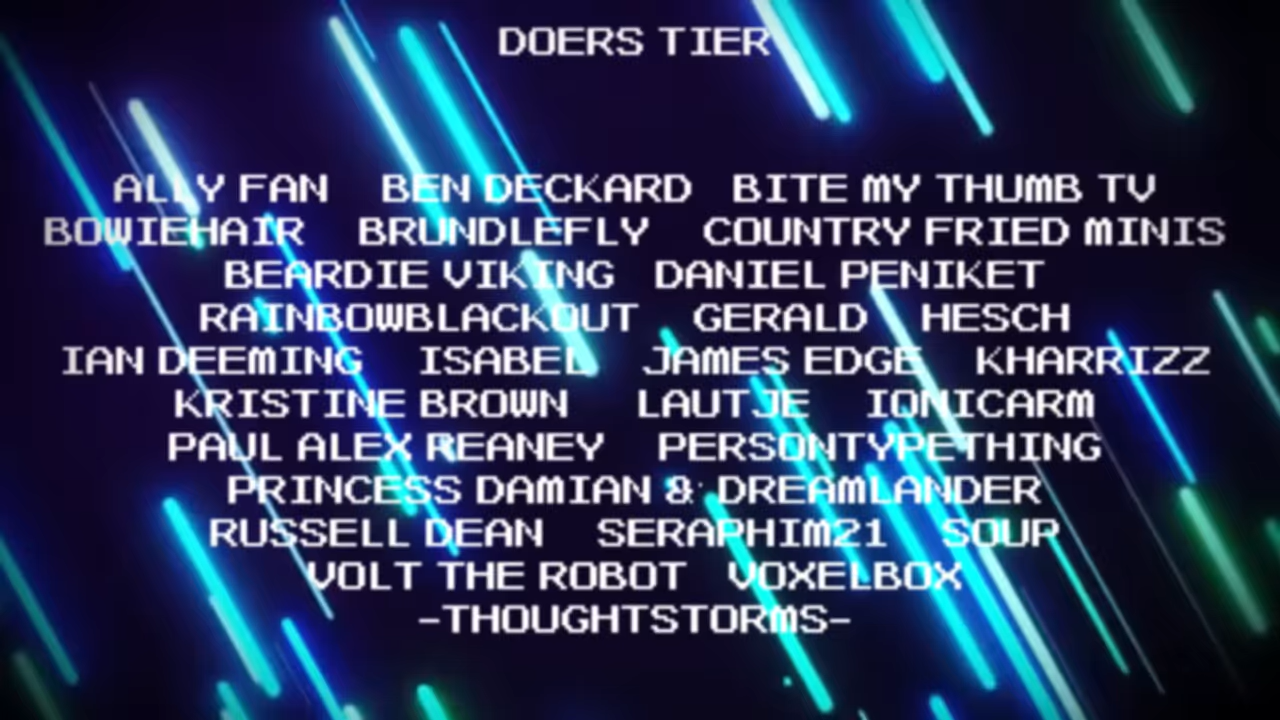 DOERS TIER
ALLY FAN BEN DECKARD BITE MY THUMB TV
BOWIEHAIR BRUNDLEFLY COUNTRY FRIED MINIS
BEARDIE VIKING DANIEL PENIKET
RAINBOWBLACKOUT GERALD HESCH
IAN DEEMING ISABEL JAMES EDGE KHARRIZZ
KRISTINE BROWN LAUTJE IONICARM
PAUL ALEX REANEY PERSONTYPETHING
PRINCESS DAMIAN & DREAMLANDER
RUSSELL DEAN SERAPHIM21 SOUP
VOLT THE ROBOT VOXELBOX
-THOUGHTSTORMS-